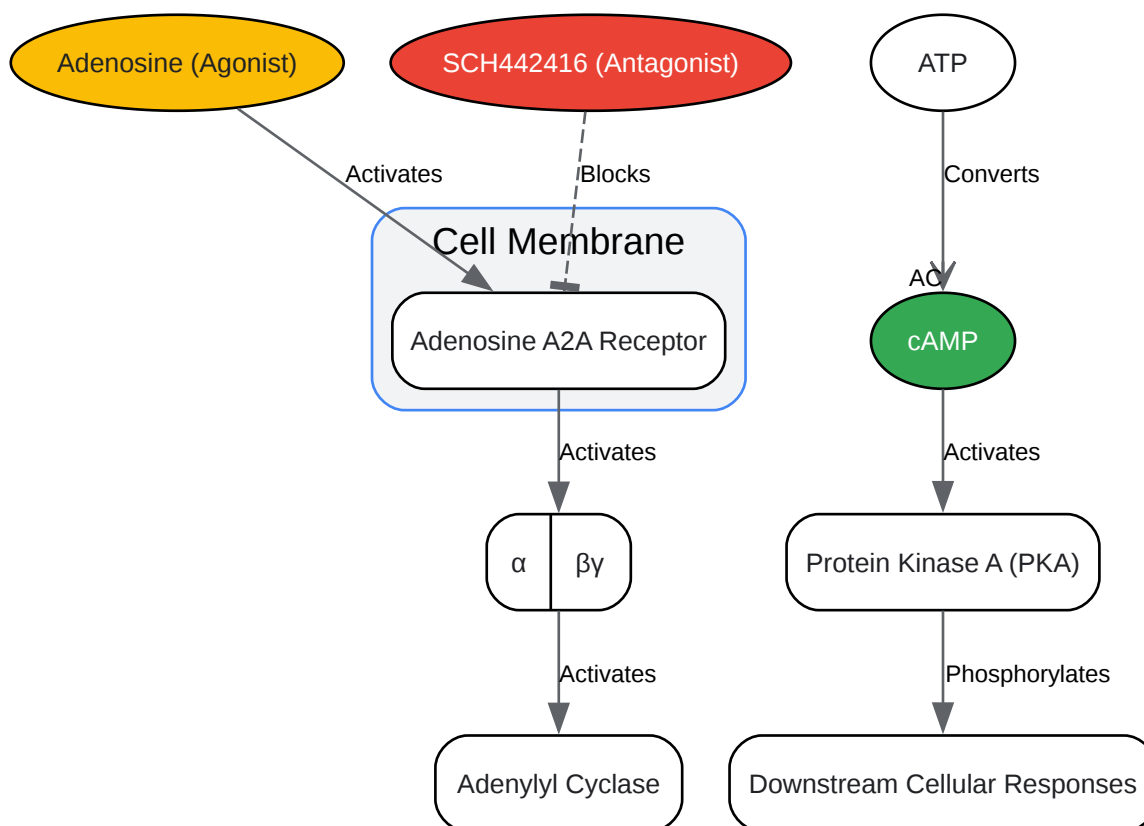 Adenosine (Agonist)
SCH442416 (Antagonist)
ATP
Activates
Blocks
Converts
Cell Membrane
AC
Adenosine A2A Receptor
cAMP
Activates
Activates
α
βγ
Protein Kinase A (PKA)
Activates
Phosphorylates
Adenylyl Cyclase
Downstream Cellular Responses